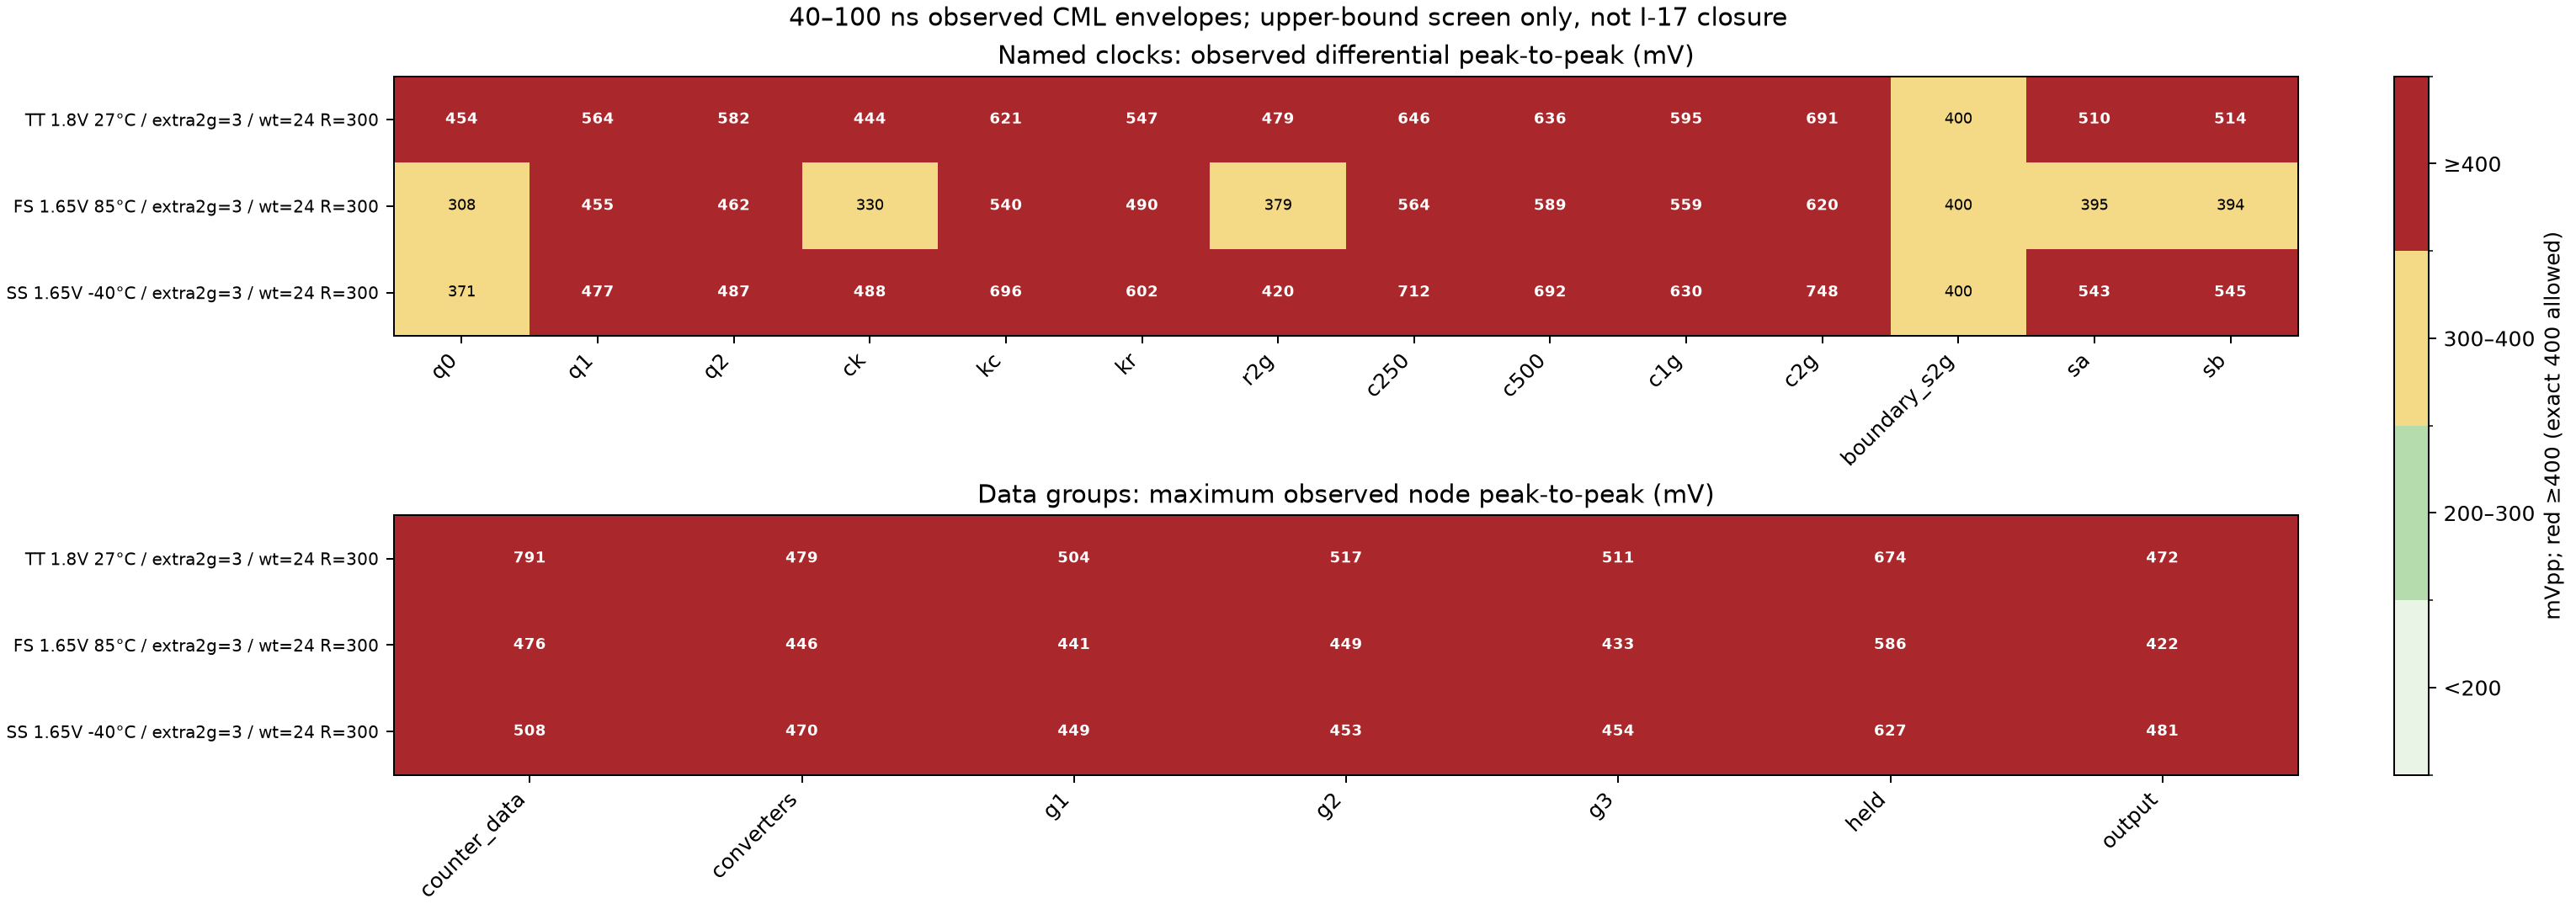 40–100 ns observed CML envelopes; upper-bound screen only, not I-17 closure
Named clocks: observed differential peak-to-peak (mV)
TT 1.8V 27°C / extra2g=3 / wt=24 R=300 454 564 582 444 621 547 479 646 636 595 691 400 510 514
FS 1.65V 85°C / extra2g=3 / wt=24 R=300 308 455 462 330 540 490 379 564 589 559 620 400 395 394
SS 1.65V -40°C / extra2g=3 / wt=24 R=300 371 477 487 488 696 602 420 712 692 630 748 400 543 545
q0 q1 q2 ck kc kr r2g c250 c500 c1g c2g boundary_s2g sa sb
Data groups: maximum observed node peak-to-peak (mV)
TT 1.8V 27°C / extra2g=3 / wt=24 R=300 791 479 504 517 511 674 472
FS 1.65V 85°C / extra2g=3 / wt=24 R=300 476 446 441 449 433 586 422
SS 1.65V -40°C / extra2g=3 / wt=24 R=300 508 470 449 453 454 627 481
counter_data converters g1 g2 g3 held output
≥400
300–400
200–300
<200
mVpp; red ≥400 (exact 400 allowed)